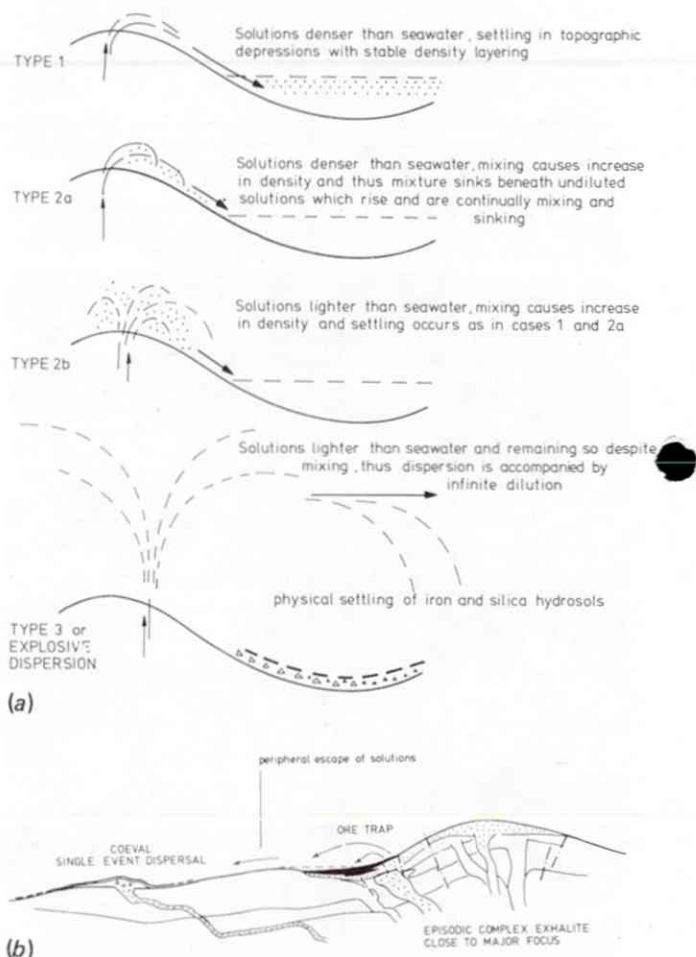 Solutions denser than seawater, settling in topographic
depressions with stable density layering
TYPE 1
Solutions denser than seawater, mixing causes increase
in density and thus mixture sinks beneath undiluted
solutions which rise and are continually mixing and
sinking
TYPE 2a
Solutions lighter than seawater, mixing causes increase
in density and settling occurs as in cases 1 and 2a
TYPE 2b
Solutions lighter than seawater and remaining so despite
mixing, thus dispersion is accompanied by
infinite dilution
physical settling of iron and silica hydrosols
TYPE 3 or
EXPLOSIVE
DISPERSION
(a)
peripheral escape of solutions
ORE TRAP
COEVAL
SINGLE EVENT DISPERSAL
EPISODIC COMPLEX EXHALITE
CLOSE TO MAJOR FOCUS
(b)